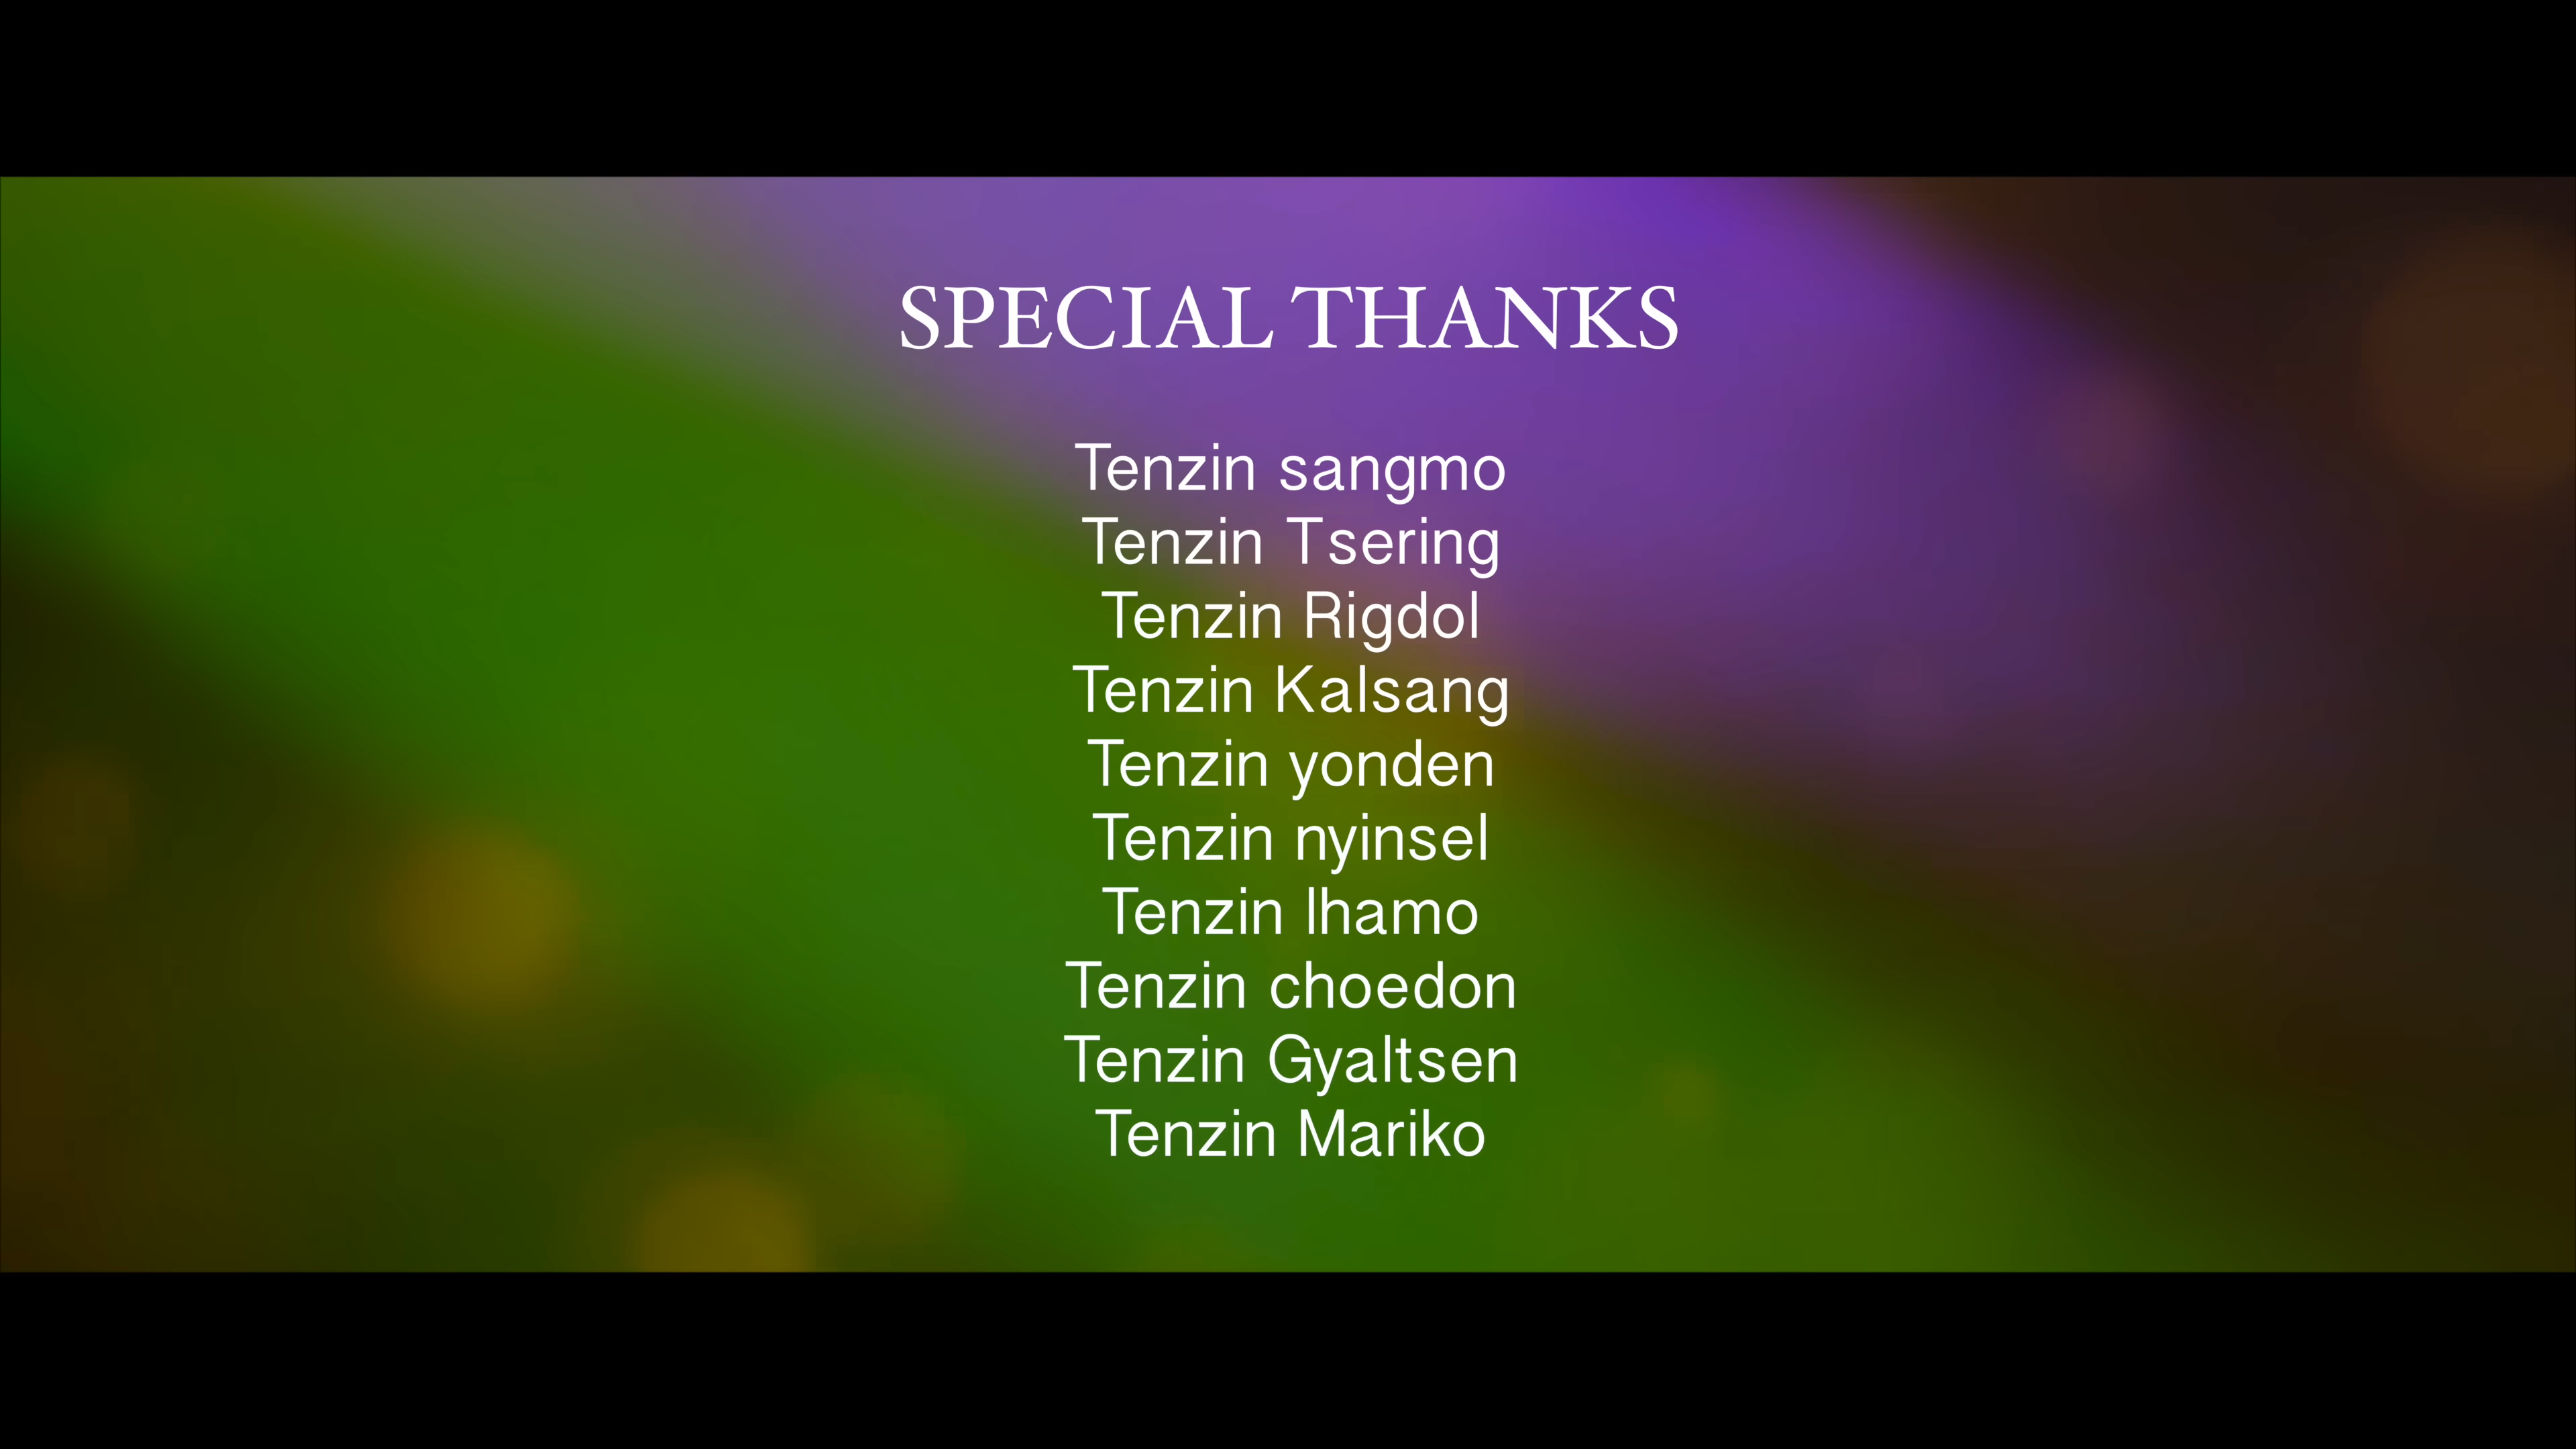 SPECIAL THANKS
Tenzin sangmo
Tenzin Tsering
Tenzin Rigdol
Tenzin Kalsang
Tenzin yonden
Tenzin nyinsel
Tenzin lhamo
Tenzin choedon
Tenzin Gyaltsen
Tenzin Mariko